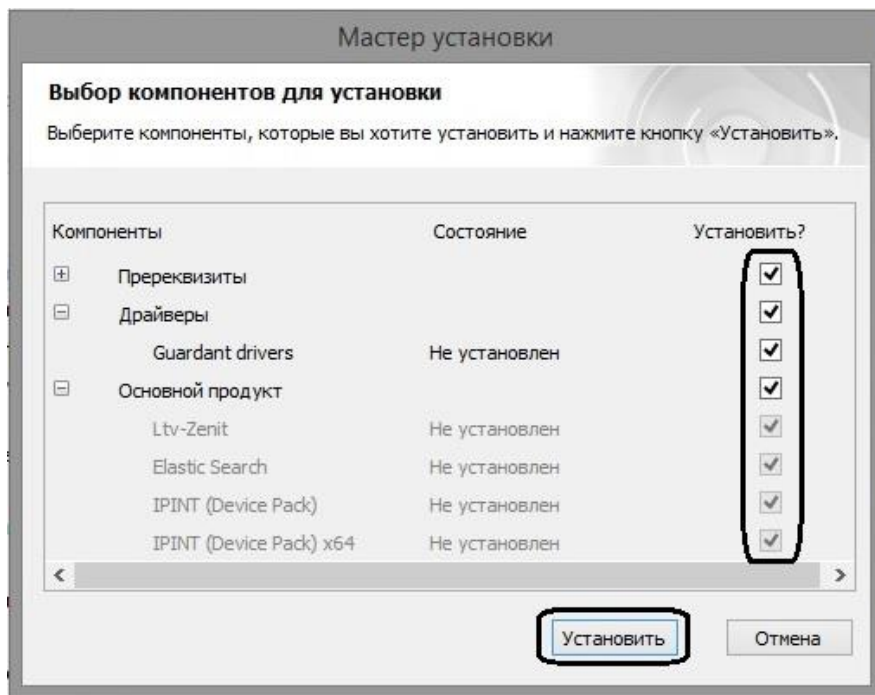 Мастер установки
Выбор компонентов для установки
Выберите компоненты, которые вы хотите установить и нажмите кнопку «Установить».
Компоненты Состояние Установить?
Пререквизиты
Драйверы
Guardant drivers Не установлен
Основной продукт
Ltv-Zenit Не установлен
Elastic Search Не установлен
IPINT (Device Pack) Не установлен
IPINT (Device Pack) x64 Не установлен
Установить Отмена